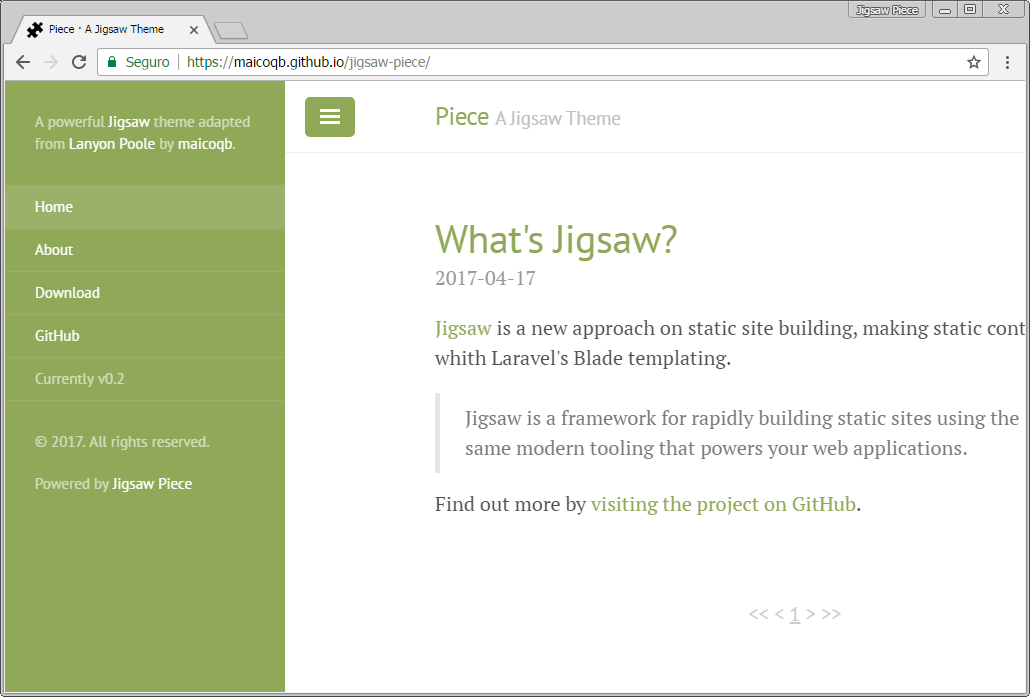 Jigsaw Piece
Piece · A Jigsaw Theme
Seguro
https://maicoqb.github.io/jigsaw-piece/
A powerful Jigsaw theme adapted
from Lanyon Poole by maicoqb.
Home
About
Download
GitHub
Currently v0.2
© 2017. All rights reserved.
Powered by Jigsaw Piece
Piece A Jigsaw Theme
What's Jigsaw?
2017-04-17
Jigsaw is a new approach on static site building, making static cont
whith Laravel's Blade templating.
Jigsaw is a framework for rapidly building static sites using the
same modern tooling that powers your web applications.
Find out more by visiting the project on GitHub.
<< < 1 > >>